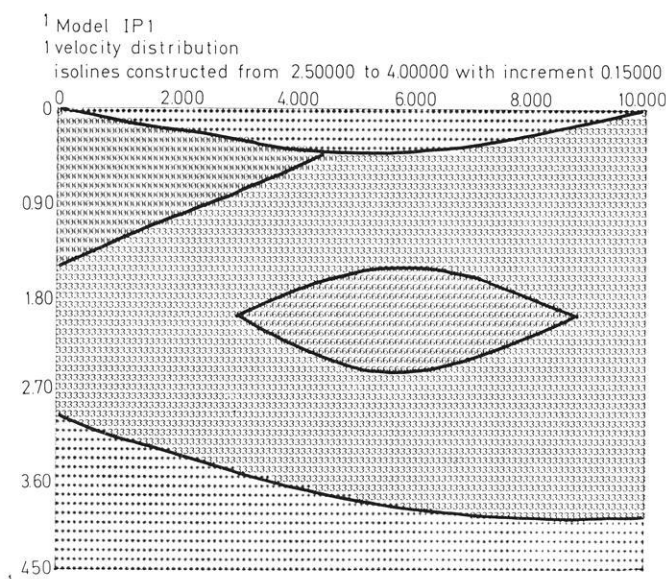 1 Model IP1
1 velocity distribution
isolines constructed from 2.50000 to 4.00000 with increment 0.15000
0 2.000 4.000 6.000 8.000 10.000
0
0.90
1.80
2.70
3.60
4.50